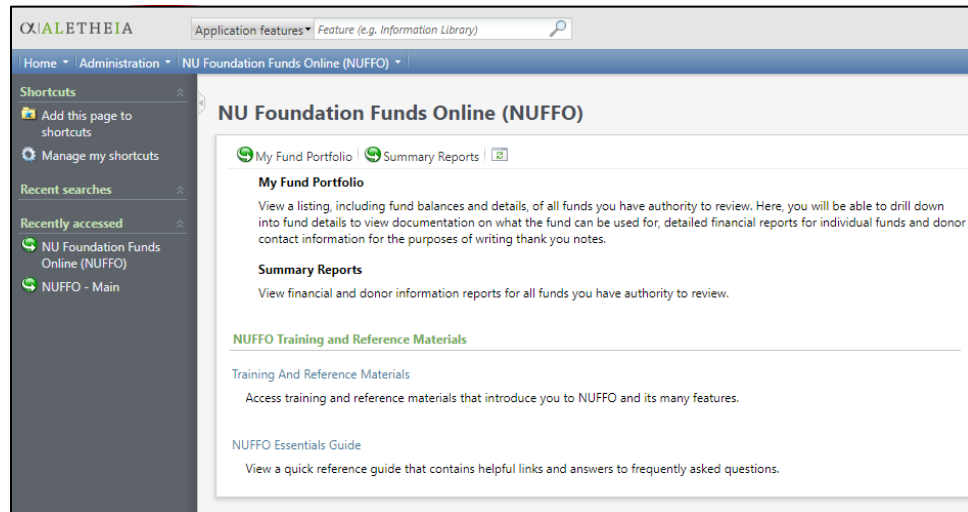 α|ALETHEIA
Application features Feature (e.g. Information Library)
Home Administration NU Foundation Funds Online (NUFFO)
Shortcuts
Add this page to
shortcuts
Manage my shortcuts
Recent searches
Recently accessed
NU Foundation Funds
Online (NUFFO)
NUFFO - Main
NU Foundation Funds Online (NUFFO)
My Fund Portfolio Summary Reports
My Fund Portfolio
View a listing, including fund balances and details, of all funds you have authority to review. Here, you will be able to drill down
into fund details to view documentation on what the fund can be used for, detailed financial reports for individual funds and donor
contact information for the purposes of writing thank you notes.
Summary Reports
View financial and donor information reports for all funds you have authority to review.
NUFFO Training and Reference Materials
Training And Reference Materials
Access training and reference materials that introduce you to NUFFO and its many features.
NUFFO Essentials Guide
View a quick reference guide that contains helpful links and answers to frequently asked questions.